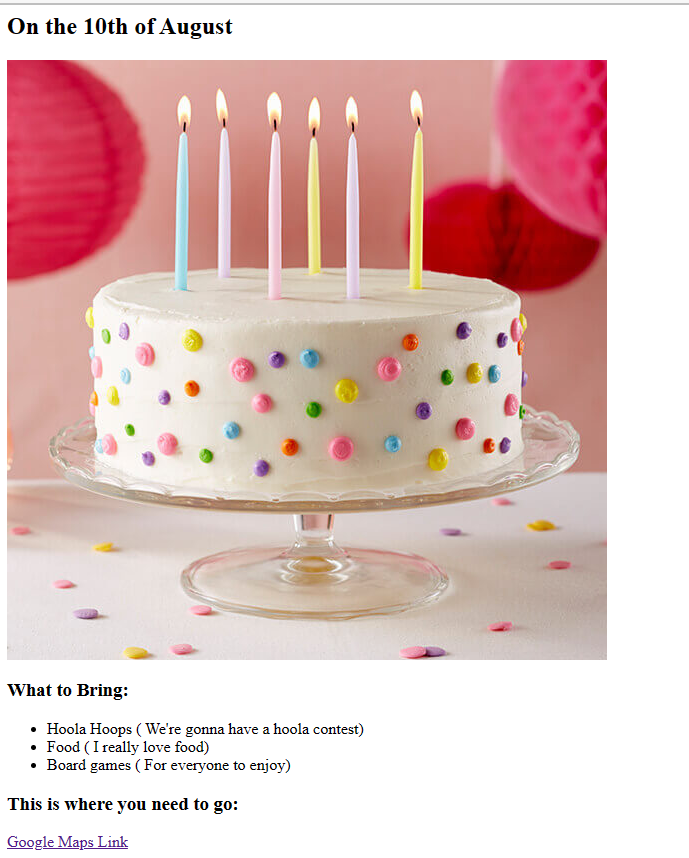 On the 10th of August
What to Bring:
Hoola Hoops ( We're gonna have a hoola contest)
Food ( I really love food)
Board games ( For everyone to enjoy)
This is where you need to go:
Google Maps Link